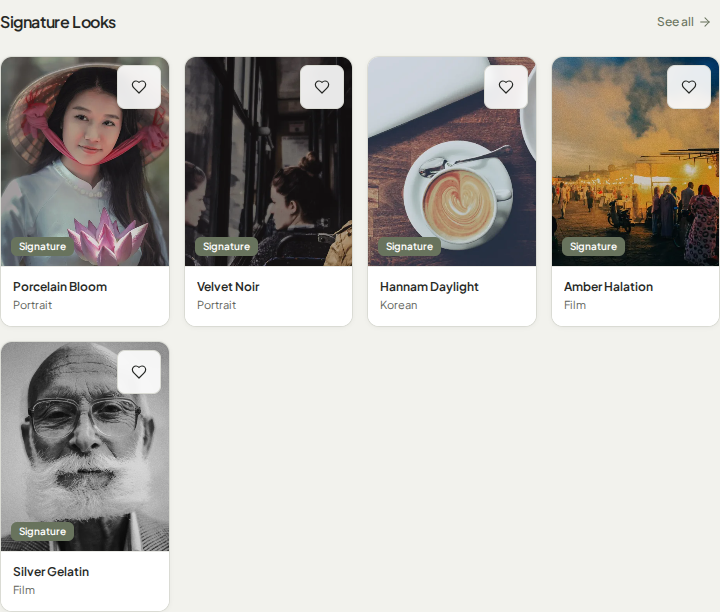 Signature Looks
See all
Signature
Signature
Signature
Signature
Porcelain Bloom
Portrait
Velvet Noir
Portrait
Hannam Daylight
Korean
Amber Halation
Film
Signature
Silver Gelatin
Film